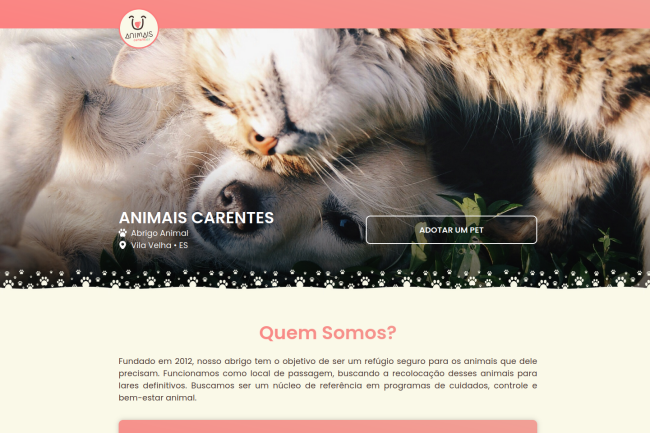 ANIMAIS
ANIMAIS CARENTES
Abrigo Animal
Vila Velha • ES
ADOTAR UM PET
Quem Somos?
Fundado em 2012, nosso abrigo tem o objetivo de ser um refúgio seguro para os animais que dele
precisam. Funcionamos como local de passagem, buscando a recolocação desses animais para
lares definitivos. Buscamos ser um núcleo de referência em programas de cuidados, controle e
bem-estar animal.